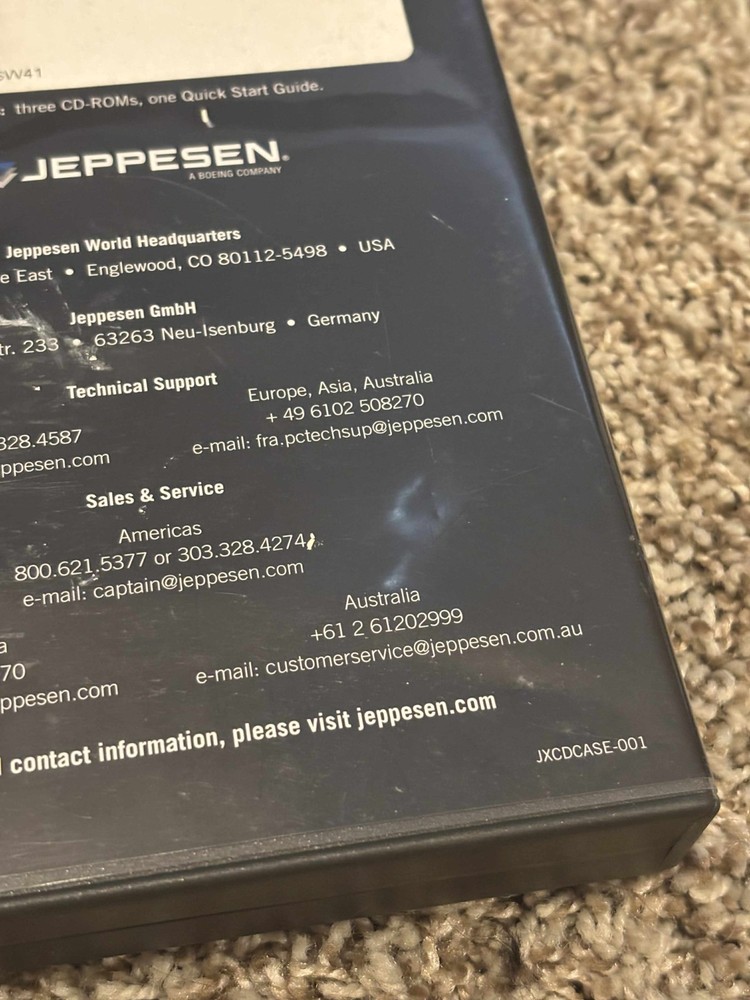 SW41
: three CD-ROMs, one Quick Start Guide.
JEPPESEN®
A BOEING COMPANY
Jeppesen World Headquarters
e East • Englewood, CO 80112-5498 • USA
Jeppesen GmbH
tr. 233 • 63263 Neu-Isenburg • Germany
Technical Support
328.4587
ppesen.com
Europe, Asia, Australia
+ 49 6102 508270
e-mail: fra.pctechsup@jeppesen.com
Sales & Service
Americas
800.621.5377 or 303.328.4274
e-mail: captain@jeppesen.com
a
70
ppesen.com
Australia
+61 2 61202999
e-mail: customerservice@jeppesen.com.au
l contact information, please visit jeppesen.com
JXCDCASE-001